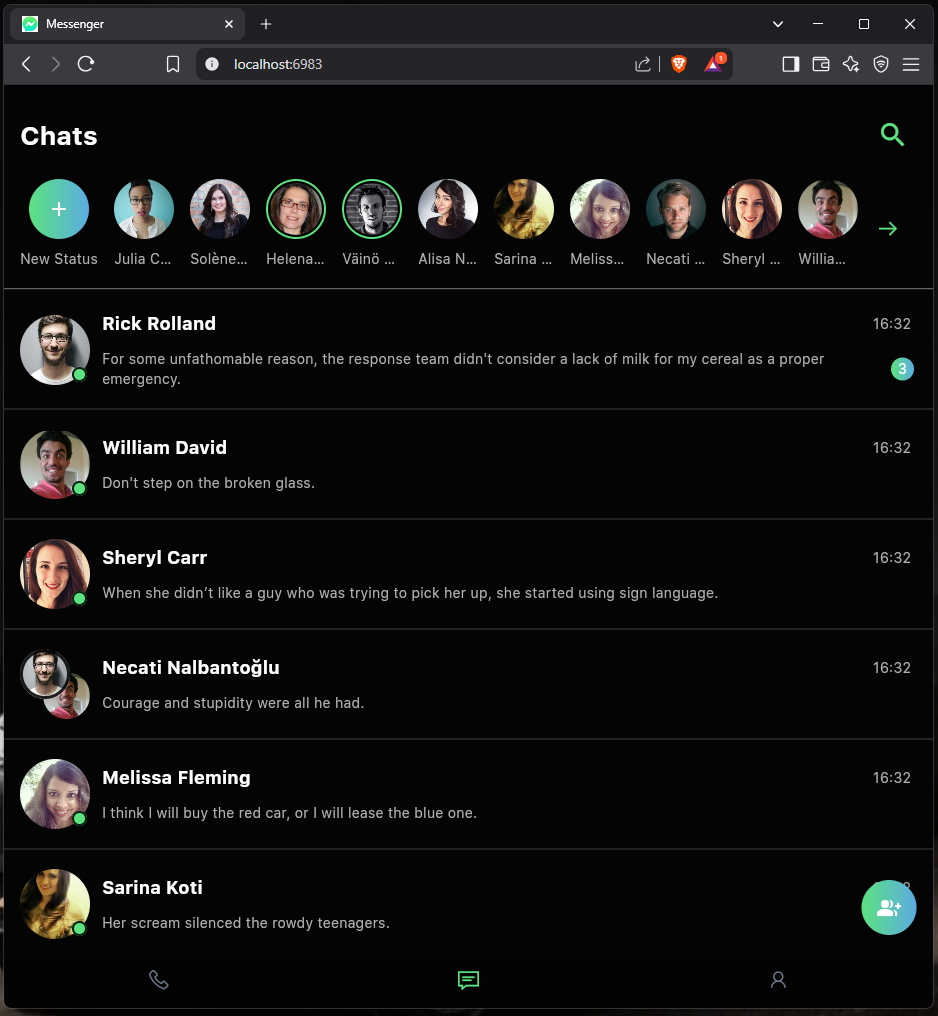 Messenger
localhost:6983
1
Chats
New Status
Julia C...
Solène...
Helena...
Väinö ...
Alisa N...
Sarina ...
Meliss...
Necati ...
Sheryl ...
Willia...
Rick Rolland
16:32
For some unfathomable reason, the response team didn't consider a lack of milk for my cereal as a proper
emergency.
3
William David
16:32
Don't step on the broken glass.
Sheryl Carr
16:32
When she didn’t like a guy who was trying to pick her up, she started using sign language.
Necati Nalbantoğlu
16:32
Courage and stupidity were all he had.
Melissa Fleming
16:32
I think I will buy the red car, or I will lease the blue one.
Sarina Koti
Her scream silenced the rowdy teenagers.